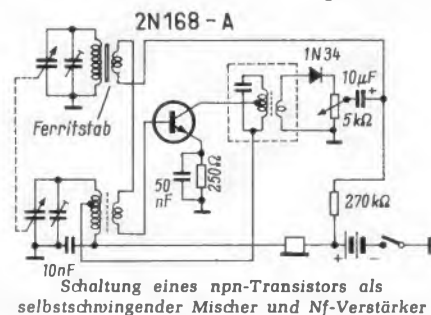 2N168-A
1N34
10µF
+
5kΩ
Ferritstab
50
nF
250Ω
270kΩ
10nF
+ -
Schaltung eines npn-Transistors als
selbstschwingender Mischer und Nf-Verstärker